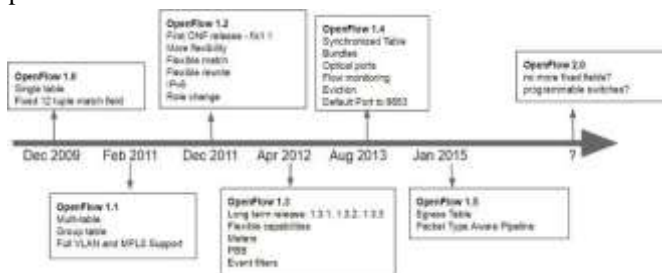 OpenFlow 1.2
First ONF release - fix1.1
More flexibility
Flexible match
Flexible rewrite
IPv6
Role change
OpenFlow 1.4
Synchronized Table
Bundles
Optical ports
Flow monitoring
Eviction
Default Port to 6653
OpenFlow 1.0
Single table
Fixed 12 tuple match field
OpenFlow 2.0
no more fixed fields?
programmable switches?
Dec 2009 Feb 2011 Dec 2011 Apr 2012 Aug 2013 Jan 2015 ?
OpenFlow 1.1
Multi-table
Group table
Full VLAN and MPLS Support
OpenFlow 1.3
Long term release: 1.3.1, 1.3.2, 1.3.3
Flexible capabilities
Meters
PBB
Event filters
OpenFlow 1.5
Egress Table
Packet Type Aware Pipeline